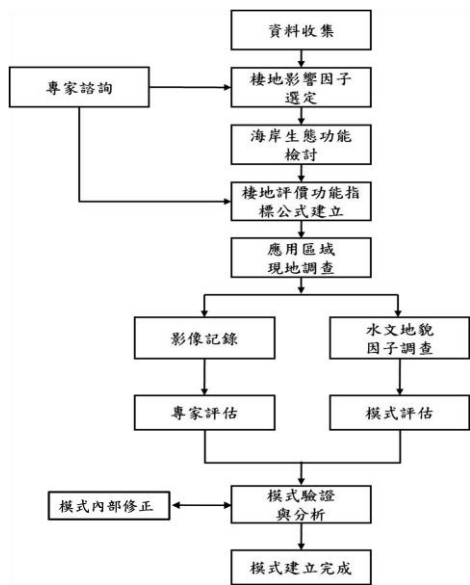 資料收集
專家諮詢
棲地影響因子
選定
海岸生態功能
檢討
棲地評價功能指
標公式建立
應用區域
現地調查
影像記錄
水文地貌
因子調查
專家評估
模式評估
模式內部修正
模式驗證
與分析
模式建立完成